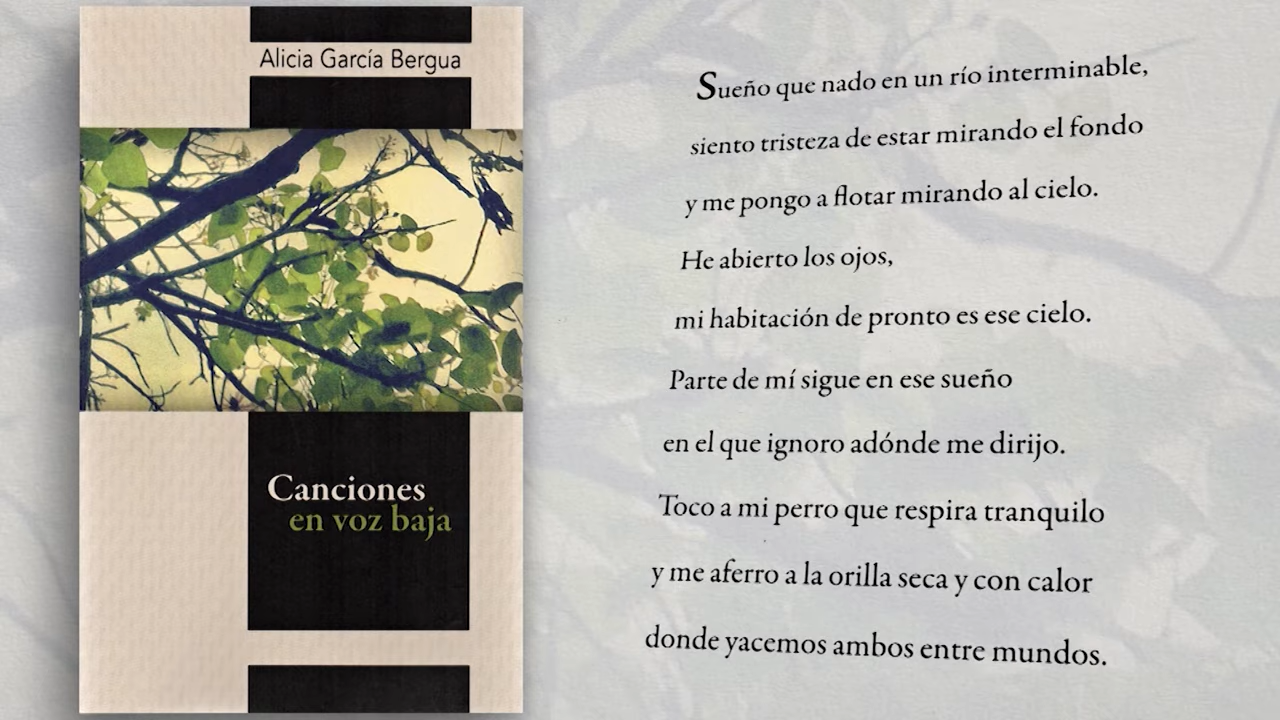 Alicia García Bergua
Canciones
en voz baja
Sueño que nado en un río interminable,
siento tristeza de estar mirando el fondo
y me pongo a flotar mirando al cielo.
He abierto los ojos,
mi habitación de pronto es ese cielo.
Parte de mí sigue en ese sueño
en el que ignoro adónde me dirijo.
Toco a mi perro que respira tranquilo
y me aferro a la orilla seca y con calor
donde yacemos ambos entre mundos.